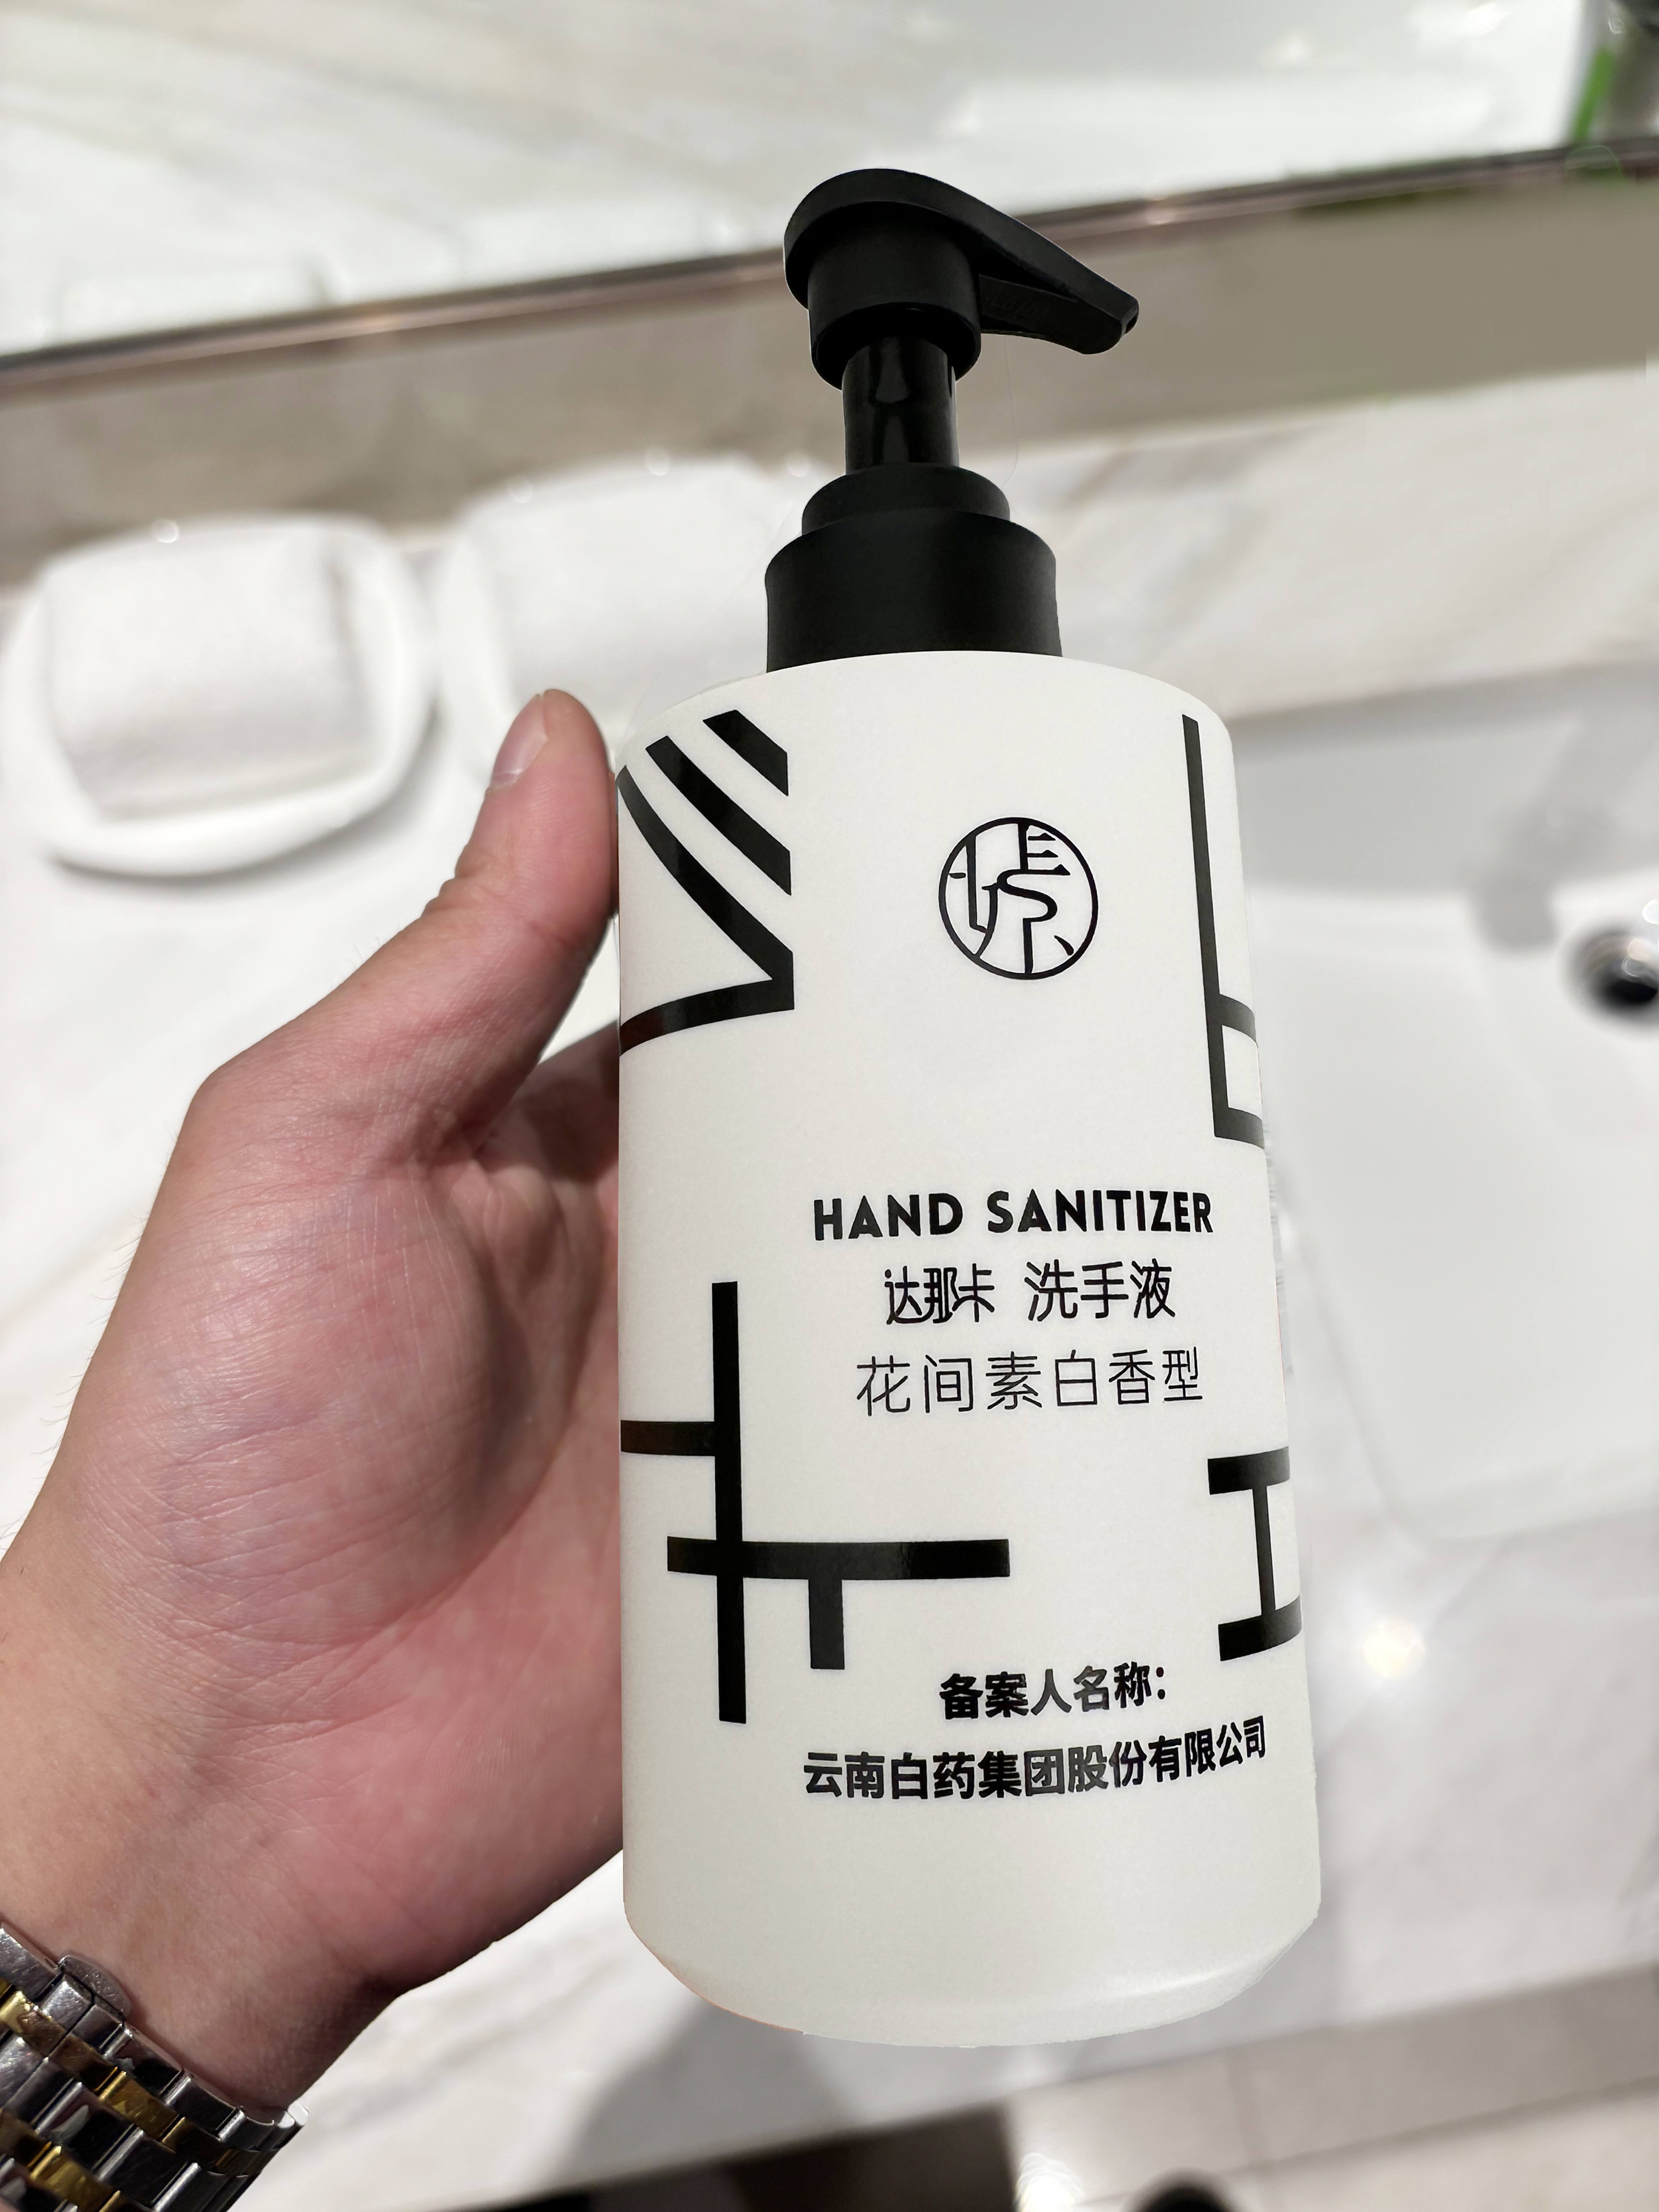 HAND SANITIZER
达那卡 洗手液
花间素白香型
备案人名称：
云南白药集团股份有限公司